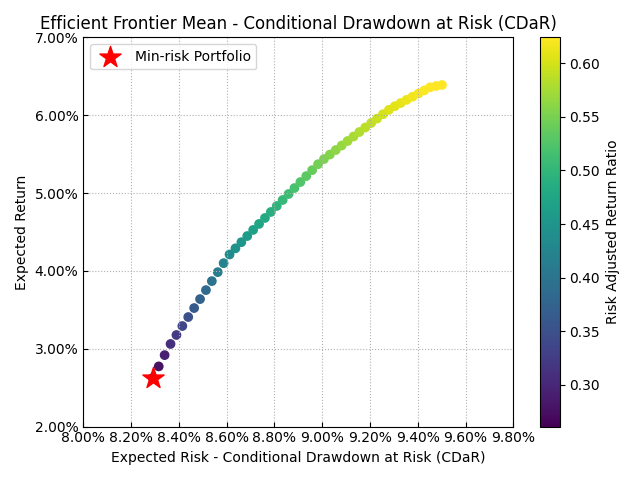 Efficient Frontier Mean - Conditional Drawdown at Risk (CDaR)
Min-risk Portfolio
7.00%
6.00%
5.00%
4.00%
3.00%
2.00%
Expected Return
8.00% 8.20% 8.40% 8.60% 8.80% 9.00% 9.20% 9.40% 9.60% 9.80%
Expected Risk - Conditional Drawdown at Risk (CDaR)
0.60
0.55
0.50
0.45
0.40
0.35
0.30
Risk Adjusted Return Ratio